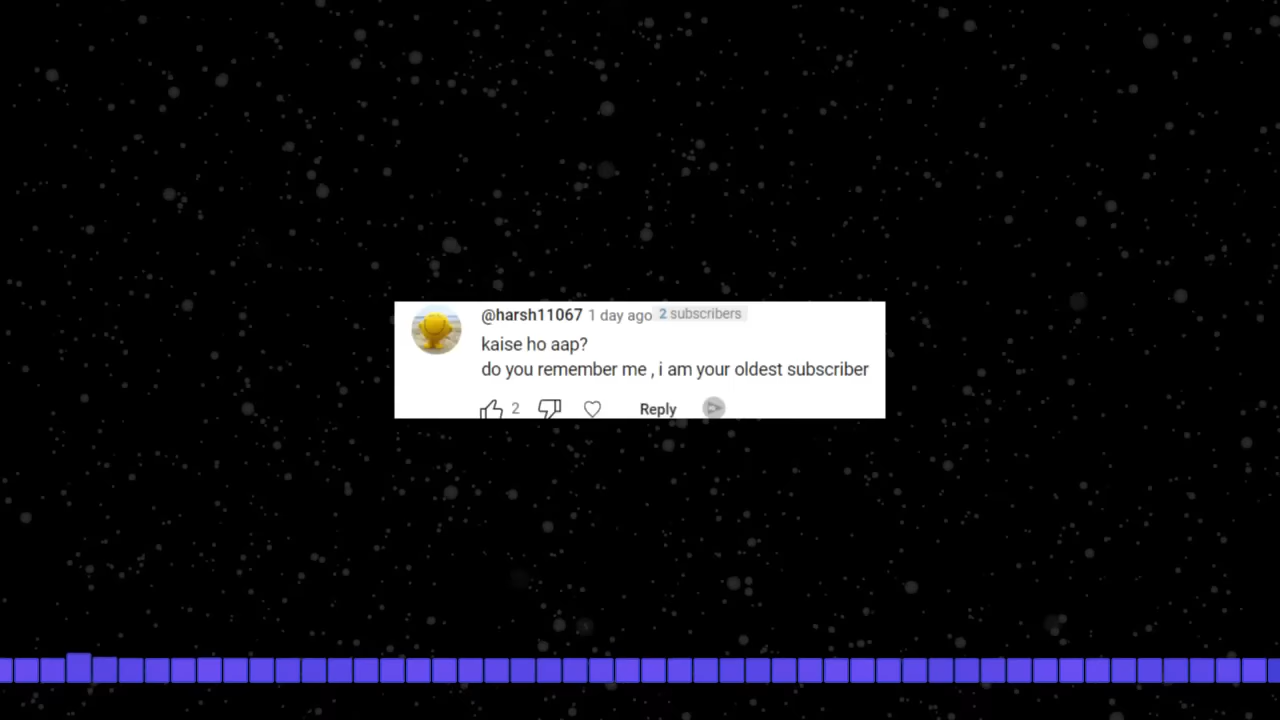 @harsh11067 1 day ago 2 subscribers
kaise ho aap?
do you remember me , i am your oldest subscriber
2 Reply